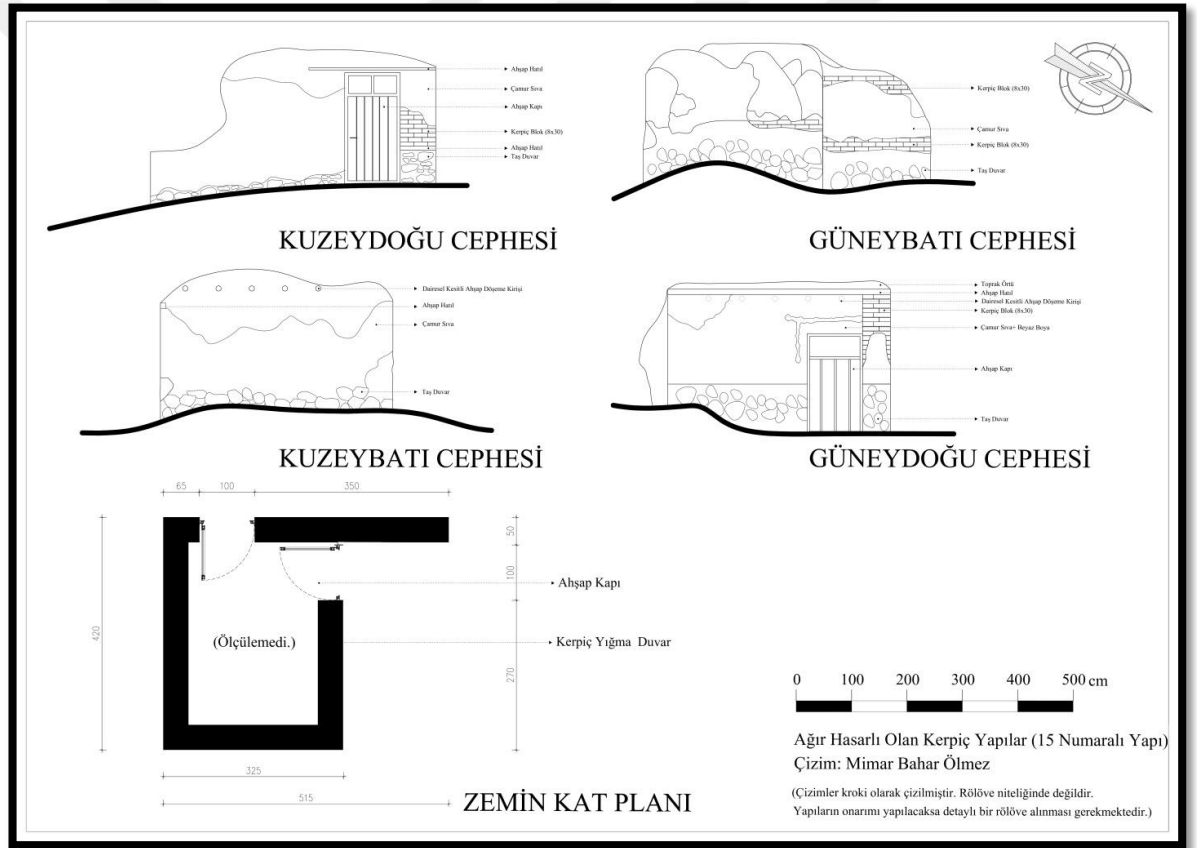 Ahşap Hatıl
Çamur Sıva
Ahşap Kapı
Kerpiç Blok (8x30)
Ahşap Hatıl
Taş Duvar
KUZEYDOĞU CEPHESİ
Kerpiç Blok (8x30)
Çamur Sıva
Kerpiç Blok (8x30)
Taş Duvar
GÜNEYBATI CEPHESİ
Dairesel Kesitli Ahşap Döşeme Kirişi
Ahşap Hatıl
Çamur Sıva
Taş Duvar
KUZEYBATI CEPHESİ
Toprak Örtü
Ahşap Hatıl
Dairesel Kesitli Ahşap Döşeme Kirişi
Kerpiç Blok (8x30)
Çamur Sıva+ Beyaz Boya
Ahşap Kapı
Taş Duvar
GÜNEYDOĞU CEPHESİ
65 100 350
50
100
270
420
Ahşap Kapı
(Ölçülemedi.)
Kerpiç Yığma Duvar
325
515
ZEMİN KAT PLANI
0 100 200 300 400 500 cm
Ağır Hasarlı Olan Kerpiç Yapılar (15 Numaralı Yapı)
Çizim: Mimar Bahar Ölmez
(Çizimler kroki olarak çizilmiştir. Rölöve niteliğinde değildir.
Yapıların onarımı yapılacaksa detaylı bir rölöve alınması gerekmektedir.)